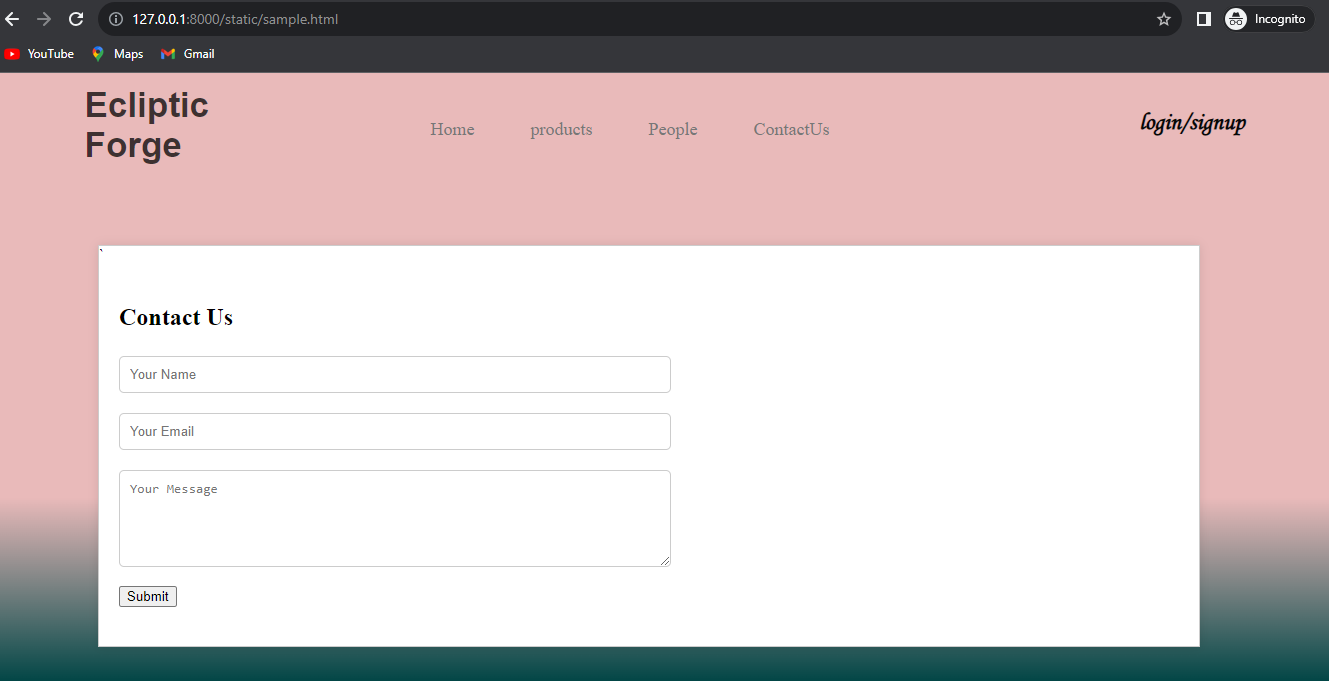 127.0.0.1:8000/static/sample.html
Incognito
YouTube Maps Gmail
Ecliptic
Forge
Home products People ContactUs
login/signup
`
Contact Us
Your Name
Your Email
Your Message
Submit